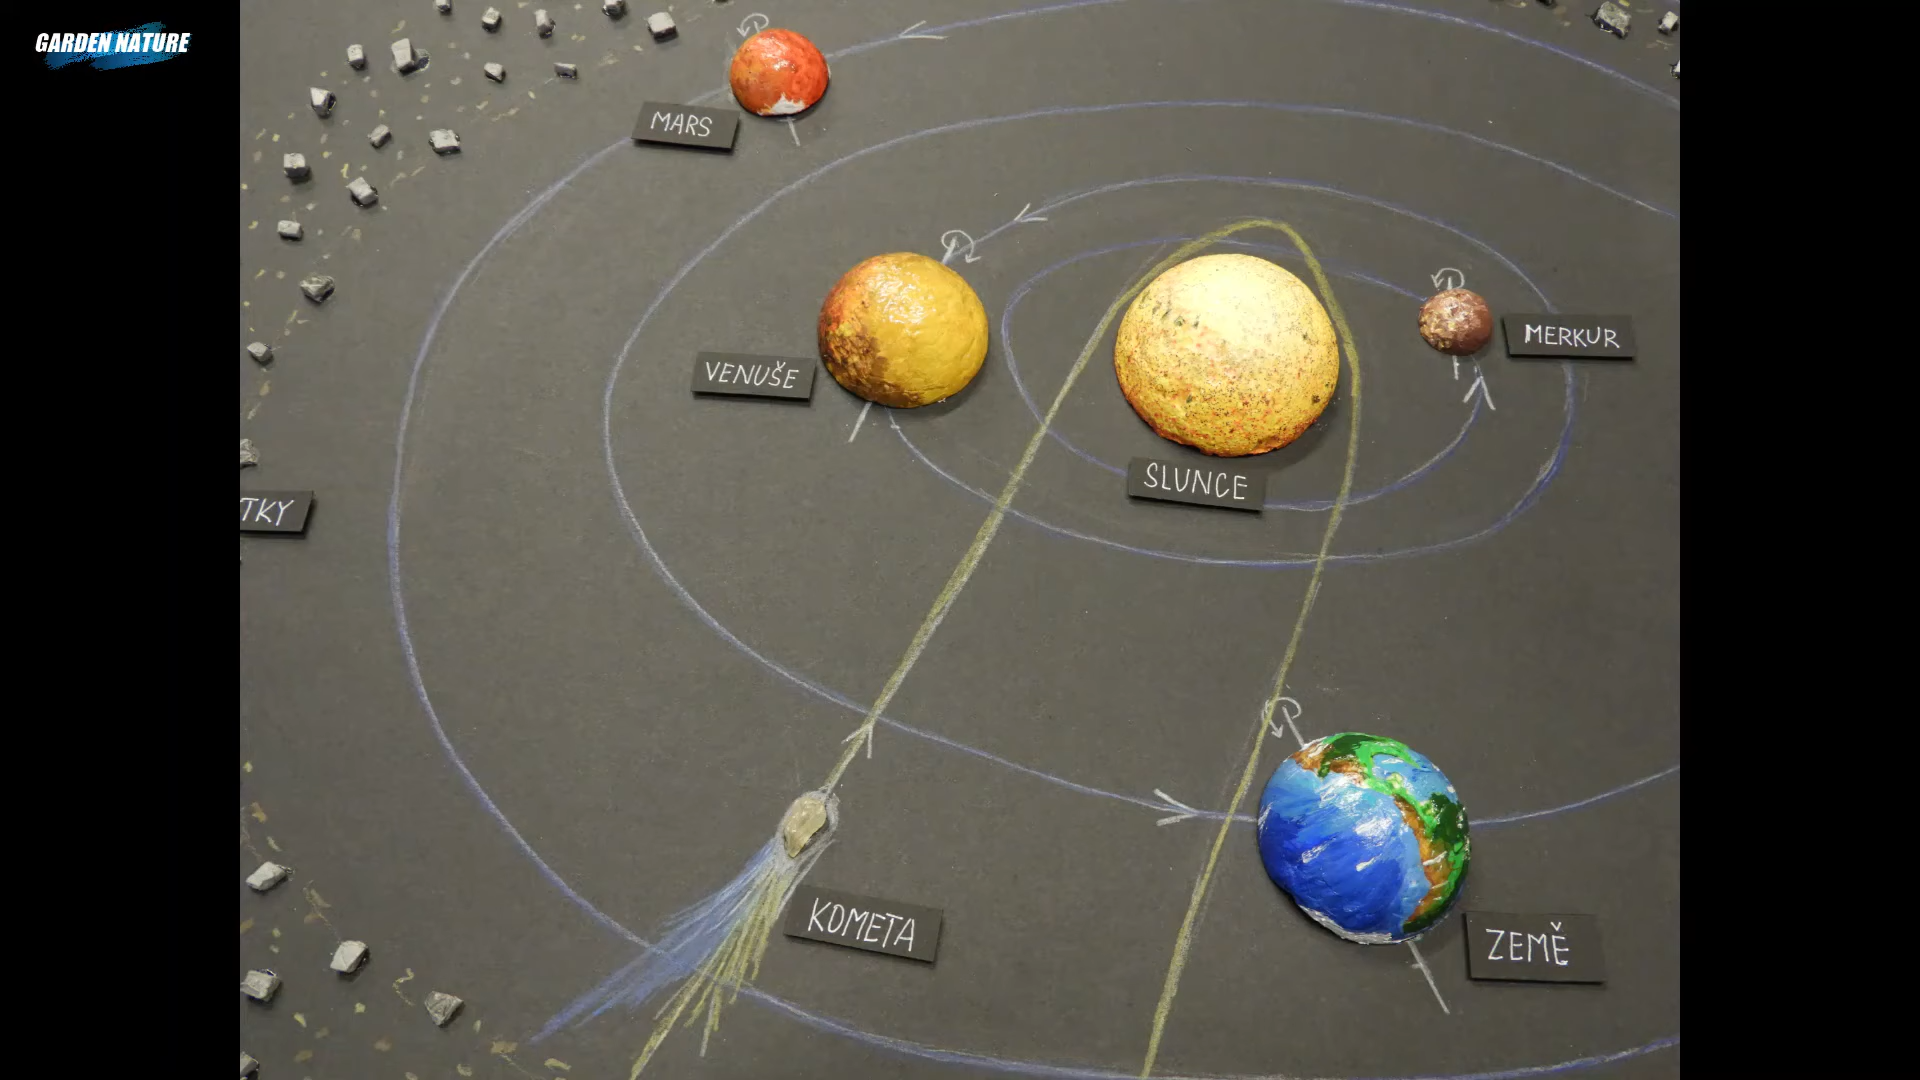 GARDEN NATURE
MARS
MERKUR
VENUŠE
SLUNCE
TKY
KOMETA
ZEMĚ